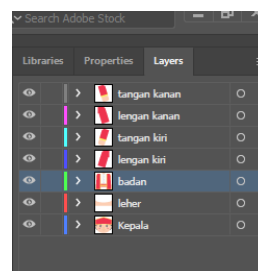 Search Adobe Stock
Libraries Properties Layers
tangan kanan
lengan kanan
tangan kiri
lengan kiri
badan
leher
Kepala